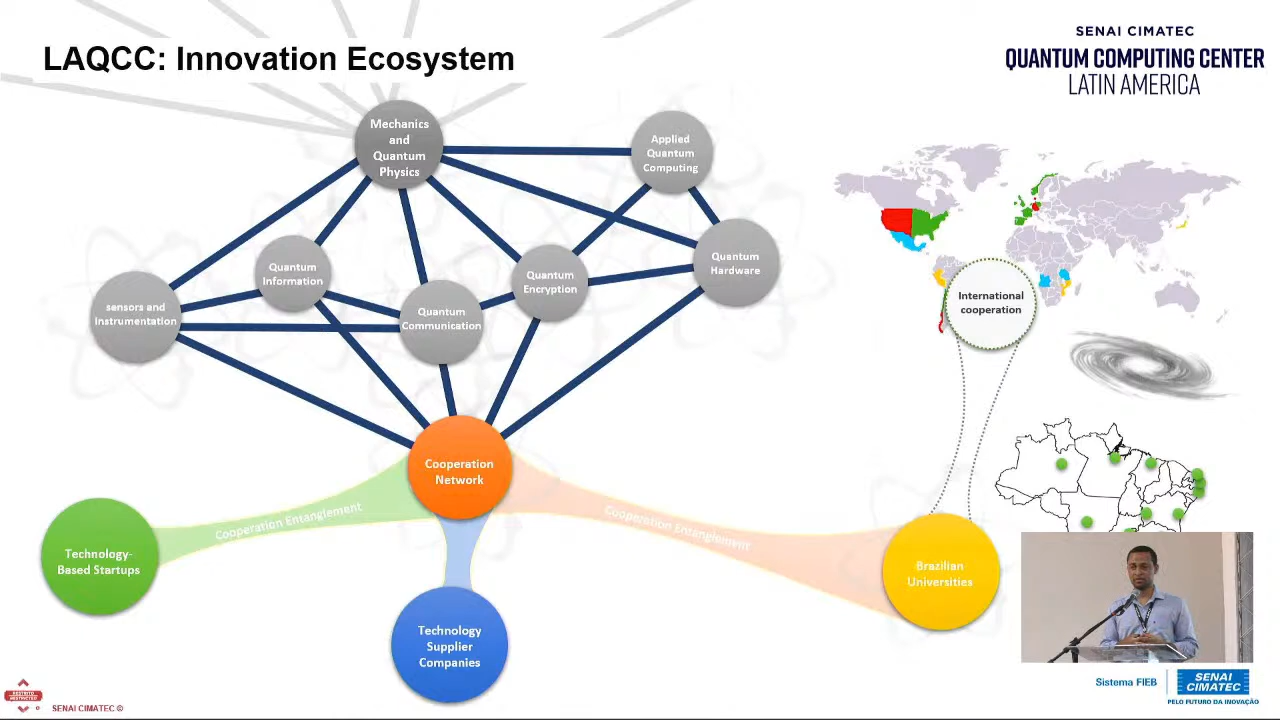 LAQCC: Innovation Ecosystem
SENAI CIMATEC
QUANTUM COMPUTING CENTER
LATIN AMERICA
Mechanics
and
Quantum
Physics
Applied
Quantum
Computing
Quantum
Information
Quantum
Encryption
Quantum
Hardware
sensors and
Instrumentation
Quantum
Communication
International
cooperation
Cooperation
Network
Cooperation Entanglement
Cooperation Entanglement
Technology-
Based Startups
Brazilian
Universities
Technology
Supplier
Companies
Sistema FIEB
SENAI
CIMATEC
PELO FUTURO DA INOVAÇÃO
SENAI CIMATEC ©